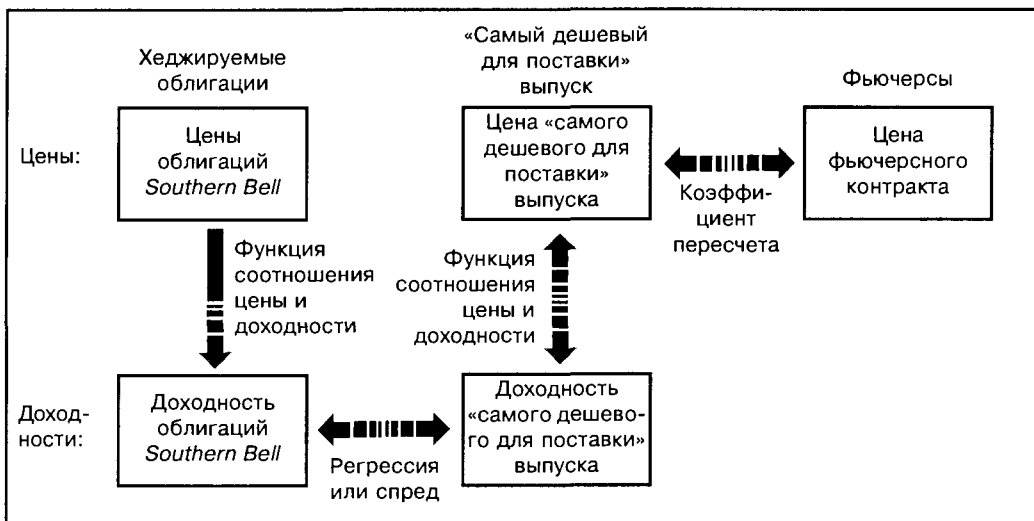 Хеджируемые
облигации
«Самый дешевый
для поставки»
выпуск
Фьючерсы
Цены:
Цены
облигаций
Southern Bell
Цена «самого
дешевого для
поставки»
выпуска
Коэффи-
циент
пересчета
Цена
фьючерсного
контракта
Функция
соотношения
цены и
доходности
Функция
соотношения
цены и
доходности
Доход-
ности:
Доходность
облигаций
Southern Bell
Регрессия
или спред
Доходность
«самого дешево-
го для поставки»
выпуска